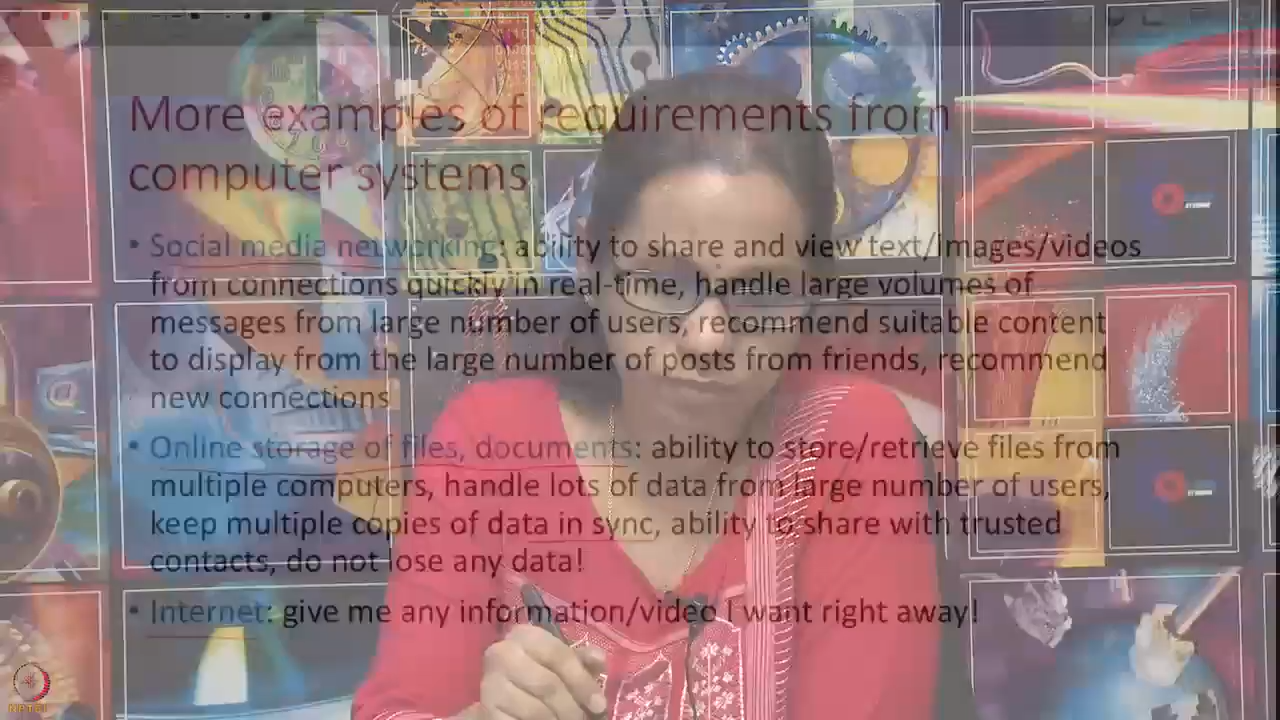 More examples of requirements from
computer systems
• Social media networking: ability to share and view text/images/videos
from connections quickly in real-time, handle large volumes of
messages from large number of users, recommend suitable content
to display from the large number of posts from friends, recommend
new connections
• Online storage of files, documents: ability to store/retrieve files from
multiple computers, handle lots of data from large number of users,
keep multiple copies of data in sync, ability to share with trusted
contacts, do not lose any data!
• Internet: give me any information/video I want right away!
NPTEL